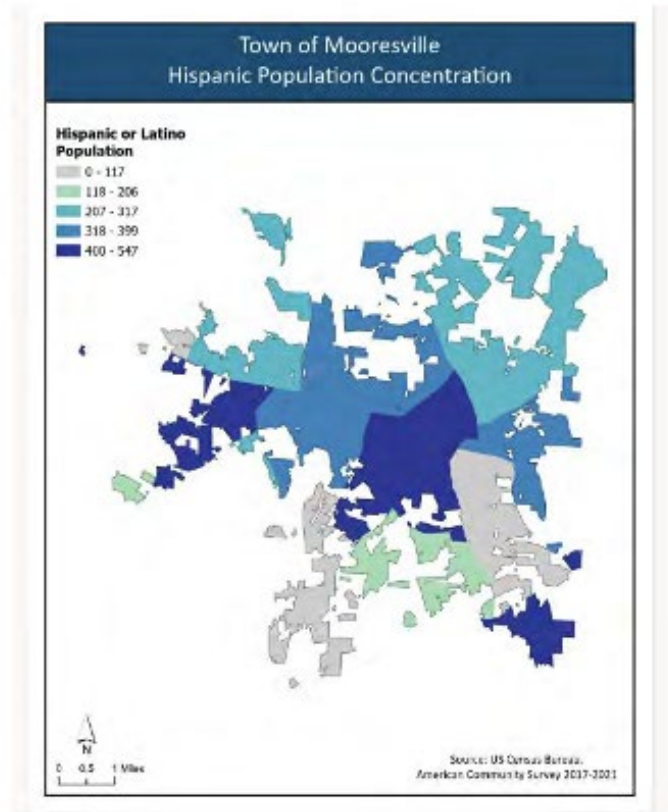 Town of Mooresville
Hispanic Population Concentration
Hispanic or Latino
Population
0 - 117
118 - 206
207 - 317
318 - 399
400 - 547
N
0 0.5 1 Miles
Source: US Census Bureau,
American Community Survey 2017-2021